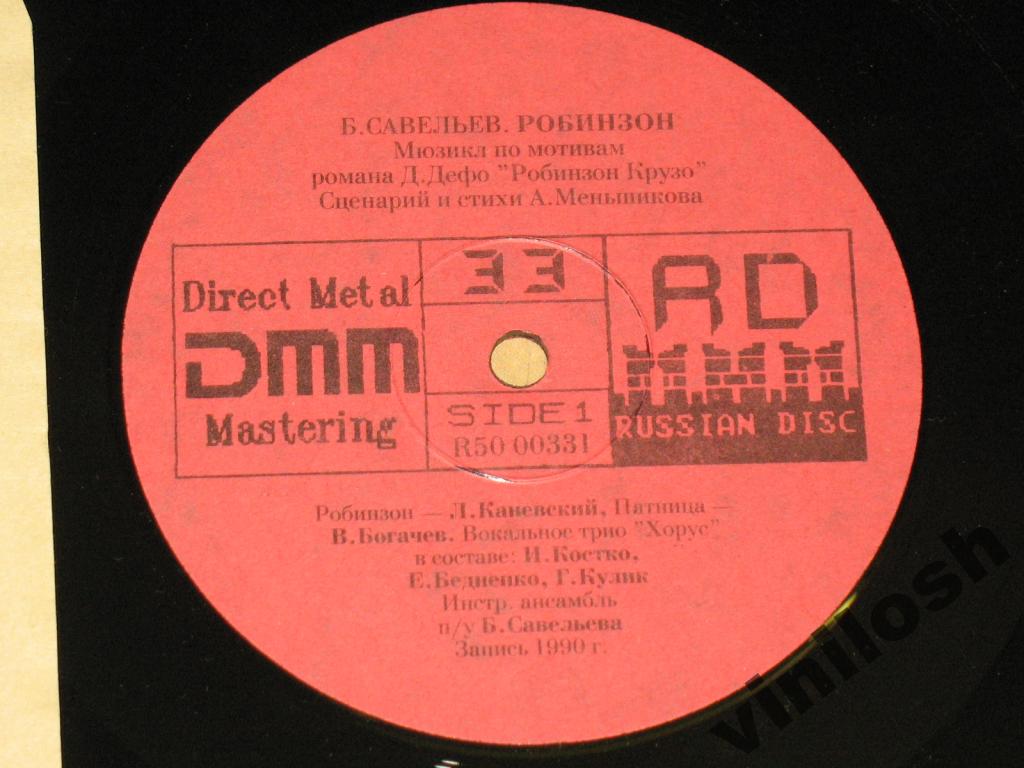 Б.САВЕЛЬЕВ. РОБИНЗОН
Мюзикл по мотивам
романа Д.Дефо "Робинзон Крузо"
Сценарий и стихи А.Меньшикова
Direct Metal
DMM
Mastering
33
SIDE 1
R50 00331
RD
RUSSIAN DISC
Робинзон — Л.Каневский, Пятница —
В.Богачев. Вокальное трио "Хорус"
в составе: И.Костко,
Е.Бедненко, Г.Кулик
Инстр. ансамбль
п/у Б.Савельева
Запись 1990 г.
vinilosh